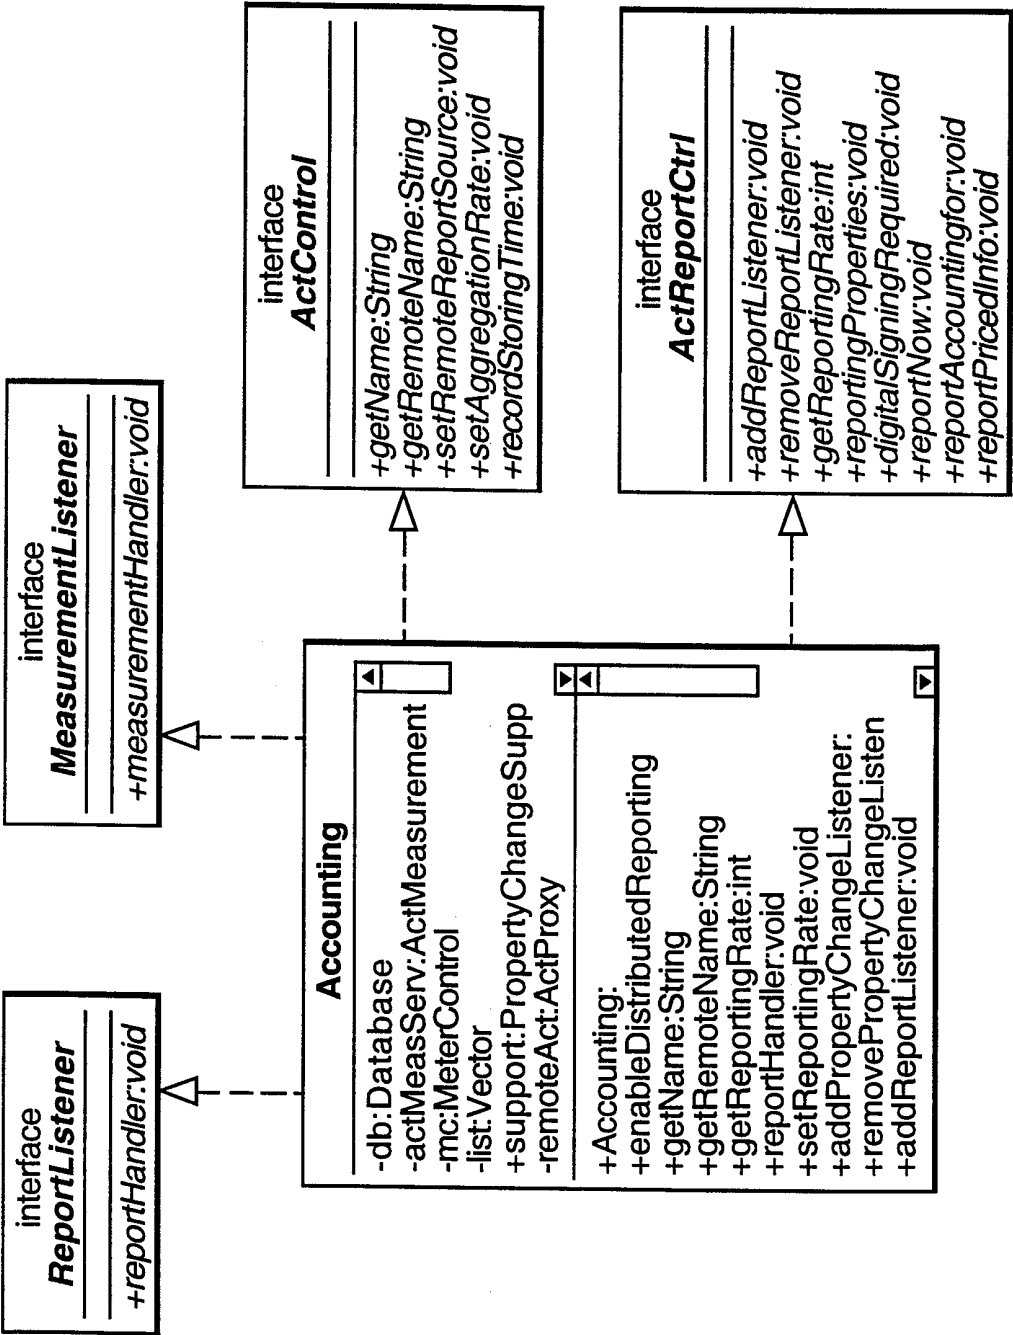 interface
ReportListener
+reportHandler:void
interface
MeasurementListener
+measurementHandler:void
Accounting
-db:Database
-actMeasServ:ActMeasurement
-mc:MeterControl
-list:Vector
+support:PropertyChangeSupp
-remoteAct:ActProxy
+Accounting:
+enableDistributedReporting
+getName:String
+getRemoteName:String
+getReportingRate:int
+reportHandler:void
+setReportingRate:void
+addPropertyChangeListener:
+removePropertyChangeListen
+addReportListener:void
interface
ActControl
+getName:String
+getRemoteName:String
+setRemoteReportSource:void
+setAggregationRate:void
+recordStoringTime:void
interface
ActReportCtrl
+addReportListener:void
+removeReportListener:void
+getReportingRate:int
+reportingProperties:void
+digitalSigningRequired:void
+reportNow:void
+reportAccountingfor:void
+reportPricedInfo:void